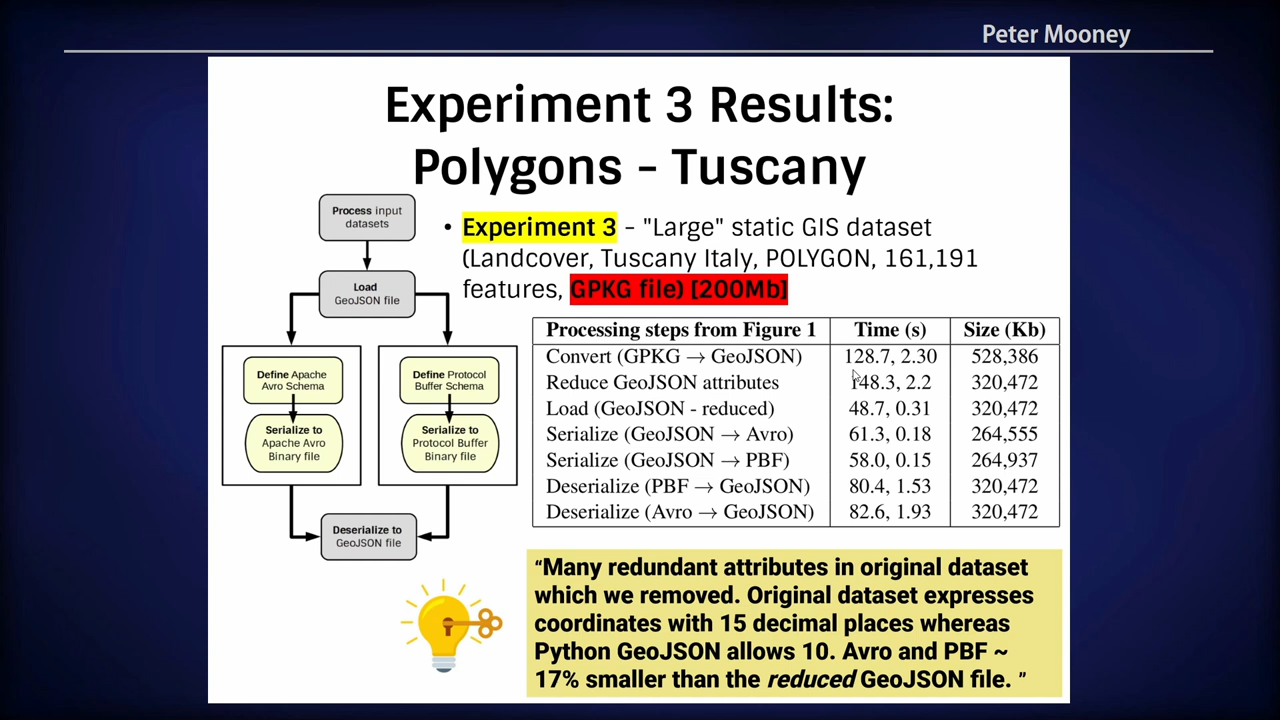 Peter Mooney
Experiment 3 Results:
Polygons - Tuscany
Process input
datasets
Load
GeoJSON file
Define Apache
Avro Schema
Serialize to
Apache Avro
Binary file
Define Protocol
Buffer Schema
Serialize to
Protocol Buffer
Binary file
Deserialize to
GeoJSON file
• Experiment 3 - "Large" static GIS dataset
(Landcover, Tuscany Italy, POLYGON, 161,191
features, GPKG file) [200Mb]
Processing steps from Figure 1 Time (s) Size (Kb)
Convert (GPKG → GeoJSON) 128.7, 2.30 528,386
Reduce GeoJSON attributes 148.3, 2.2 320,472
Load (GeoJSON - reduced) 48.7, 0.31 320,472
Serialize (GeoJSON → Avro) 61.3, 0.18 264,555
Serialize (GeoJSON → PBF) 58.0, 0.15 264,937
Deserialize (PBF → GeoJSON) 80.4, 1.53 320,472
Deserialize (Avro → GeoJSON) 82.6, 1.93 320,472
“Many redundant attributes in original dataset
which we removed. Original dataset expresses
coordinates with 15 decimal places whereas
Python GeoJSON allows 10. Avro and PBF ~
17% smaller than the reduced GeoJSON file. ”